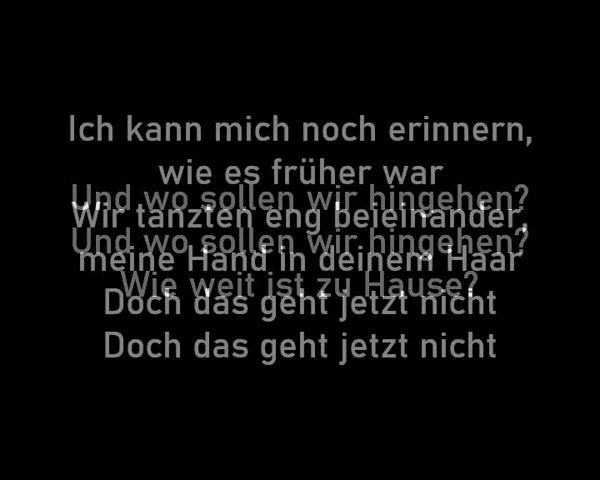 Ich kann mich noch erinnern,
wie es früher war
Und wo sollen wir hingehen?
Wir tanzten eng beieinander,
Und wo sollen wir hingehen?
meine Hand in deinem Haar
Wie weit ist zu Hause?
Doch das geht jetzt nicht
Doch das geht jetzt nicht